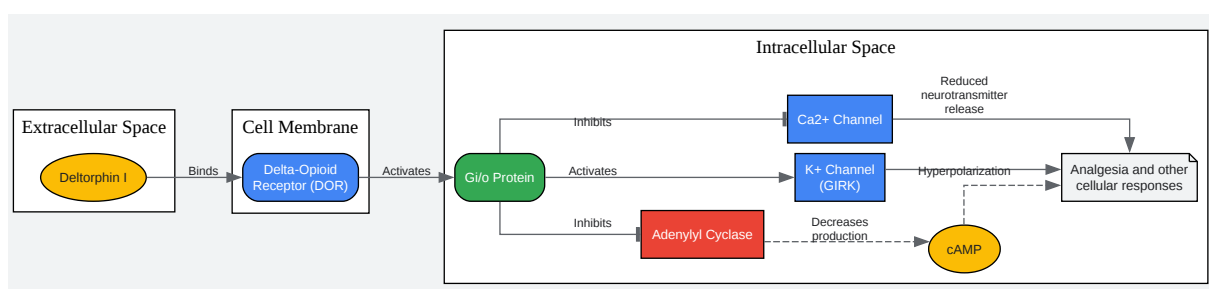 Intracellular Space
Extracellular Space
Deltorphin I
Binds
Cell Membrane
Delta-Opioid
Receptor (DOR)
Activates
Gi/o Protein
Inhibits
Ca2+ Channel
Reduced
neurotransmitter
release
Activates
K+ Channel
(GIRK)
Hyperpolarization
Analgesia and other
cellular responses
Inhibits
Adenylyl Cyclase
Decreases
production
cAMP